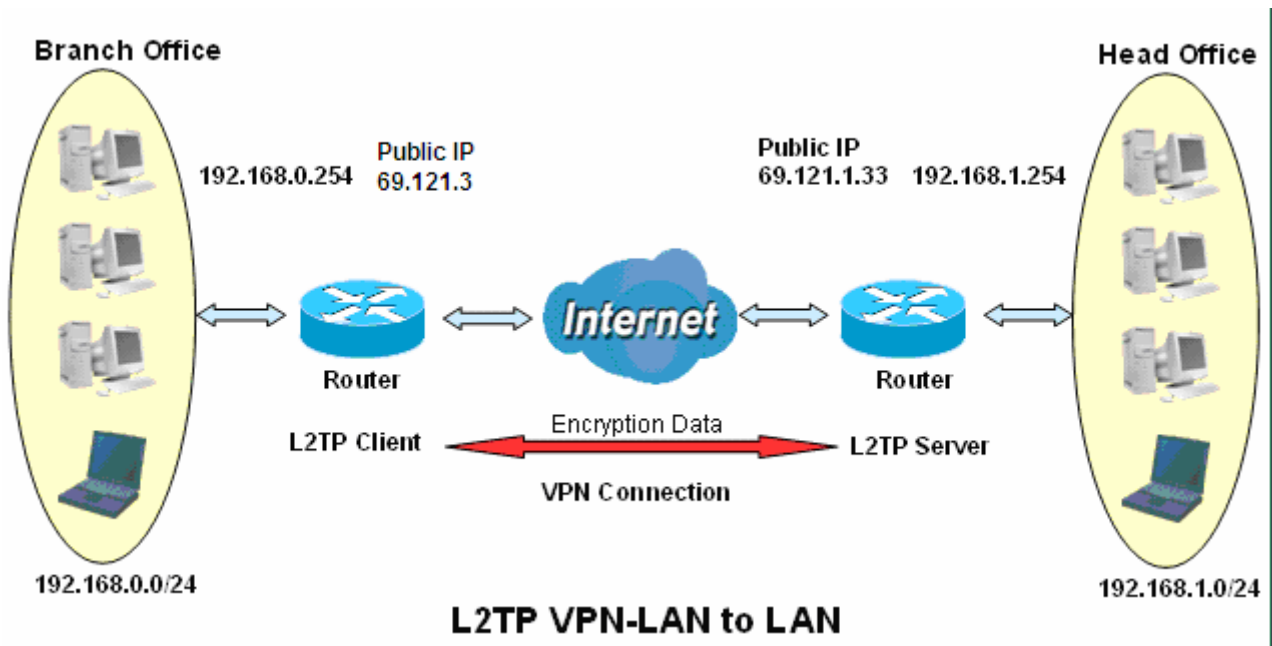 Branch Office
Head Office
192.168.0.254
Public IP
69.121.3
Public IP
69.121.1.33
192.168.1.254
Internet
Router
Router
L2TP Client
Encryption Data
L2TP Server
VPN Connection
192.168.0.0/24
192.168.1.0/24
L2TP VPN-LAN to LAN